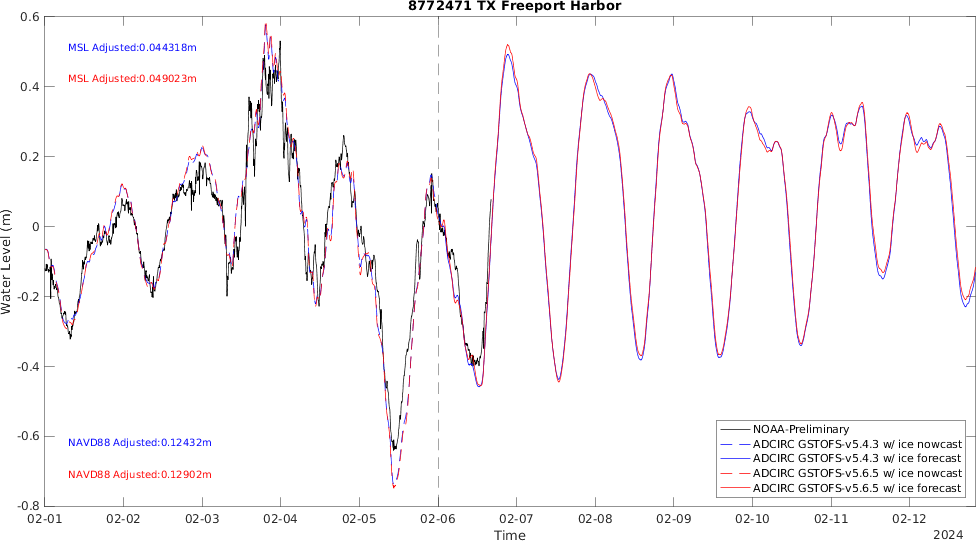 8772471 TX Freeport Harbor
0.6
0.4
0.2
0
-0.2
-0.4
-0.6
-0.8
Water Level (m)
MSL Adjusted:0.044318m
MSL Adjusted:0.049023m
NAVD88 Adjusted:0.12432m
NAVD88 Adjusted:0.12902m
NOAA-Preliminary
ADCIRC GSTOFS-v5.4.3 w/ ice nowcast
ADCIRC GSTOFS-v5.4.3 w/ ice forecast
ADCIRC GSTOFS-v5.6.5 w/ ice nowcast
ADCIRC GSTOFS-v5.6.5 w/ ice forecast
02-01 02-02 02-03 02-04 02-05 02-06 02-07 02-08 02-09 02-10 02-11 02-12
Time
2024